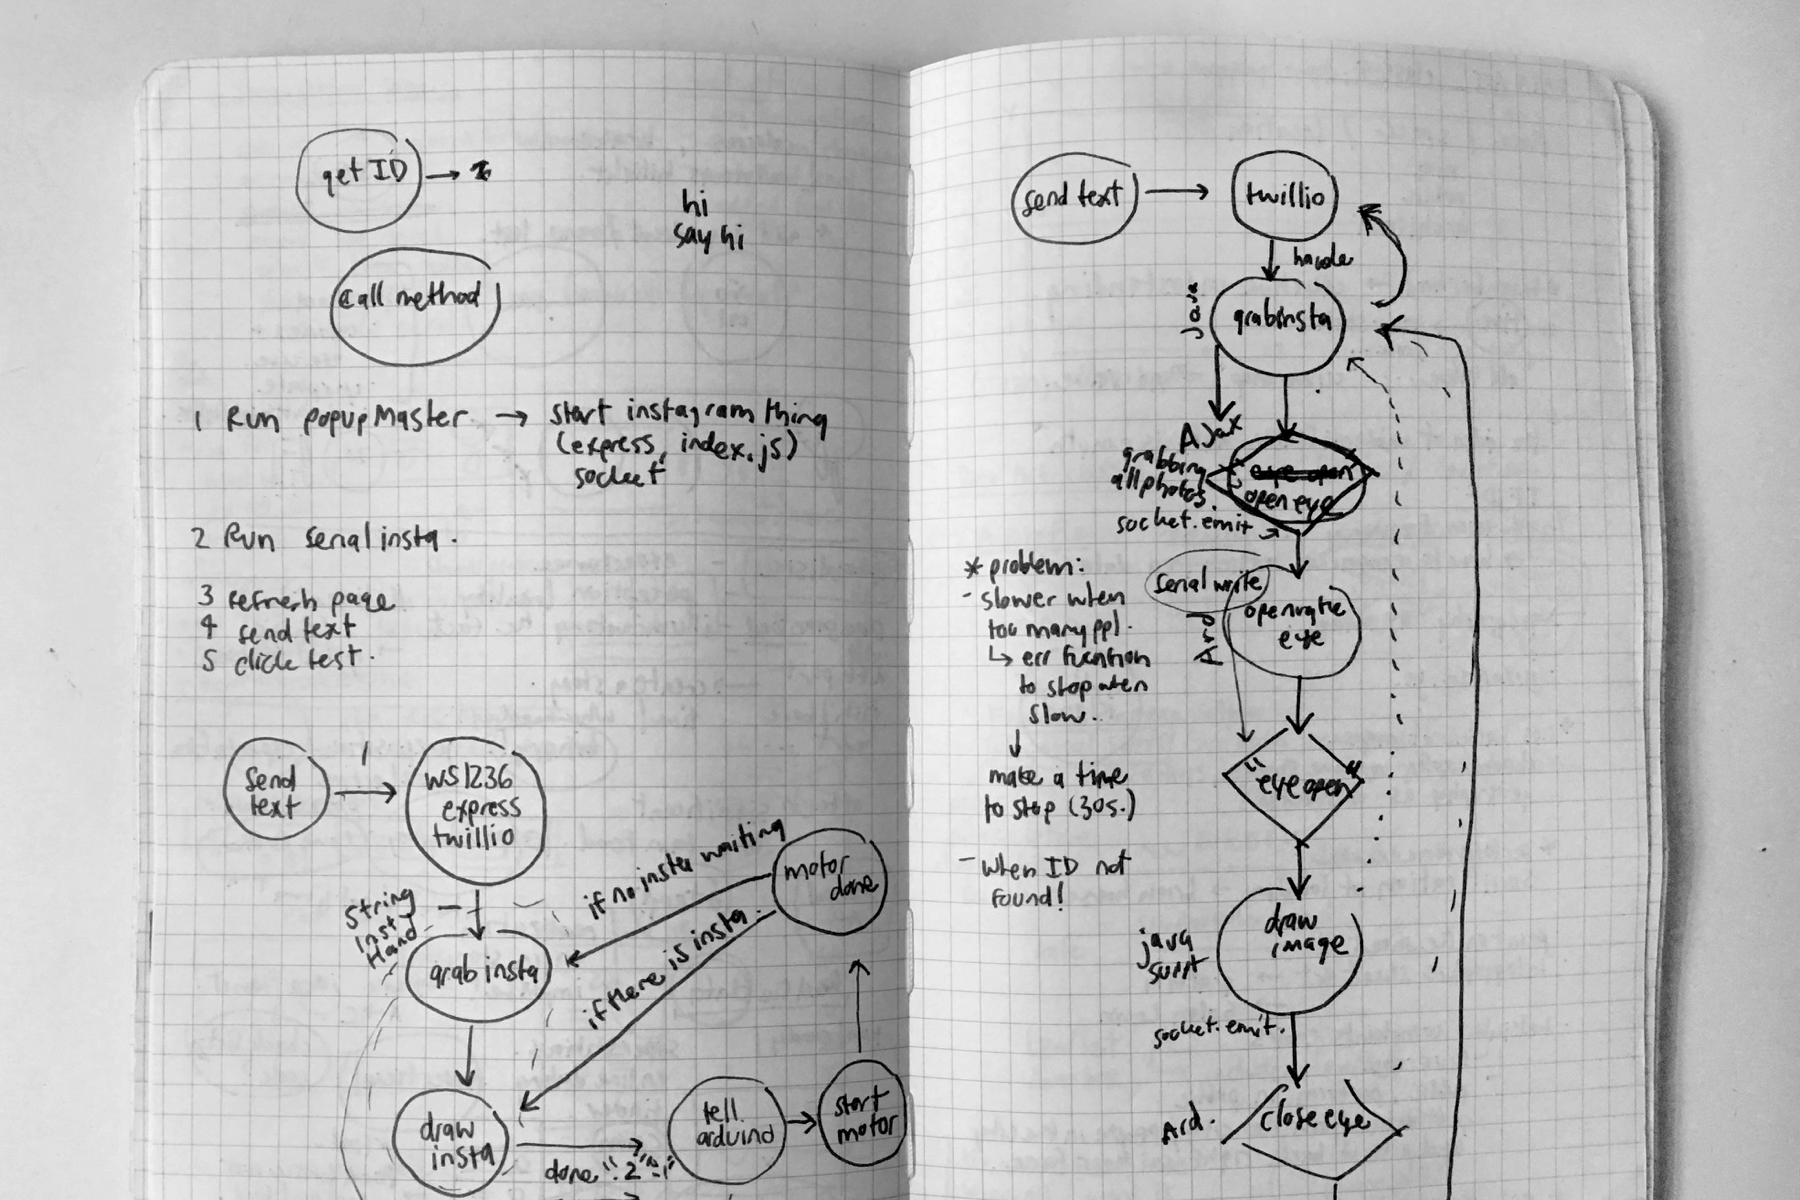 get ID
hi
say hi
call method
1 Run popupMaster → start instagram thing
(express, index.js)
socket
2 Run serial insta.
3 refresh page
4 send text
5 click test.
send
text
1
WS1236
express
twillio
String
Insta
Hand
grab insta
if no insta waiting
if there is insta.
motor
done
draw
insta
done "2"
tell
arduino
start
motor
send text
twillio
handle
Java
grabinsta
AJax
grabbing
all photos
socket.emit
eye open
open eye
* problem:
- slower when
too many ppl.
↳ err function
to stop when
slow.
↓
make a time
to stop (30s.)
- when ID not
found!
serial write
Ard
eye
"eye open"
draw
image
java
socket.emit.
Ard.
close eye